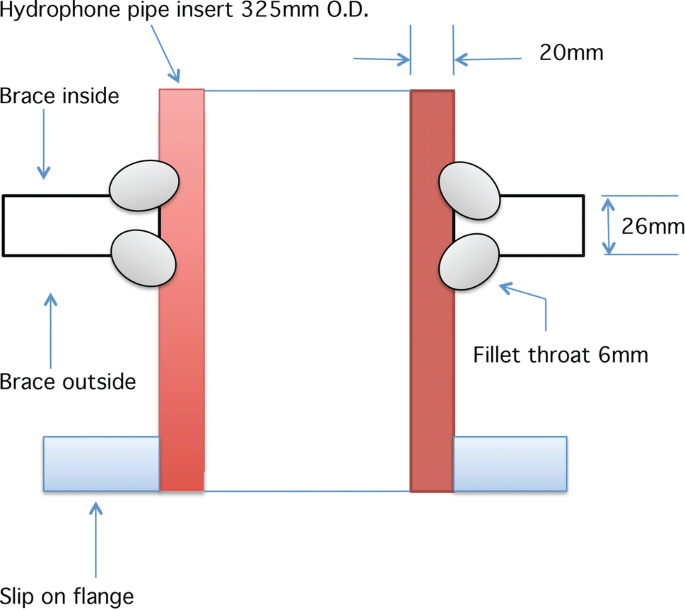 Hydrophone pipe insert 325mm O.D.
20mm
Brace inside
26mm
Fillet throat 6mm
Brace outside
Slip on flange